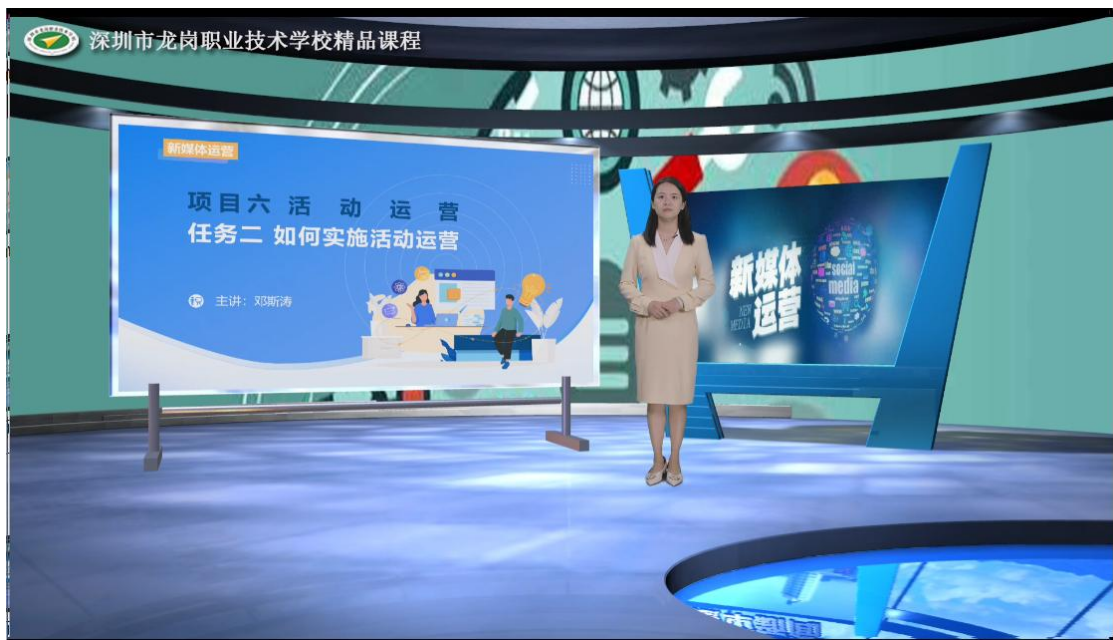 深圳市龙岗职业技术学校精品课程
新媒体运营
项目六 活 动 运 营
任务二 如何实施活动运营
主讲：邓斯涛
新媒体
运营
NEW
MEDIA
social
media